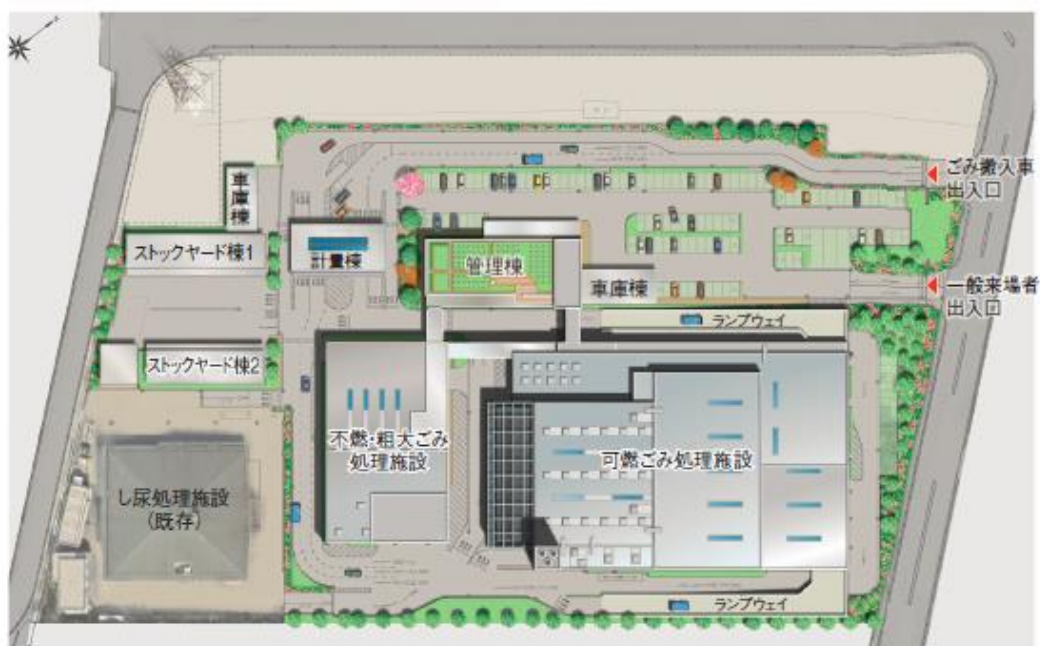 ごみ搬入車
出入口
車庫棟
ストックヤード棟1
計量棟
管理棟
車庫棟
一般来場者
出入口
ランプウェイ
ストックヤード棟2
不燃・粗大ごみ
処理施設
可燃ごみ処理施設
し尿処理施設
(既存)
ランプウェイ